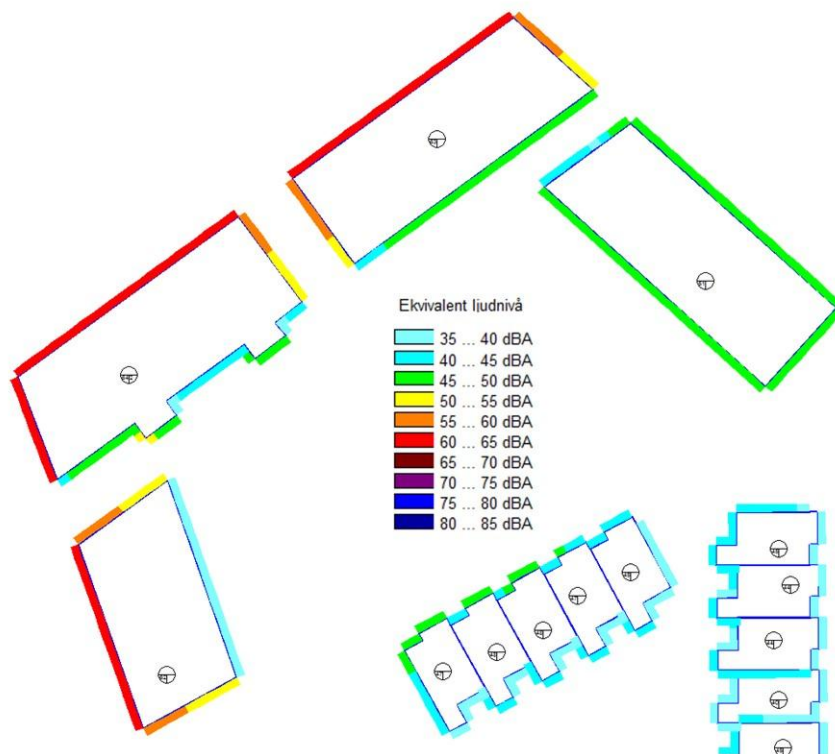 Ekvivalent ljudnivå
35 ... 40 dBA
40 ... 45 dBA
45 ... 50 dBA
50 ... 55 dBA
55 ... 60 dBA
60 ... 65 dBA
65 ... 70 dBA
70 ... 75 dBA
75 ... 80 dBA
80 ... 85 dBA